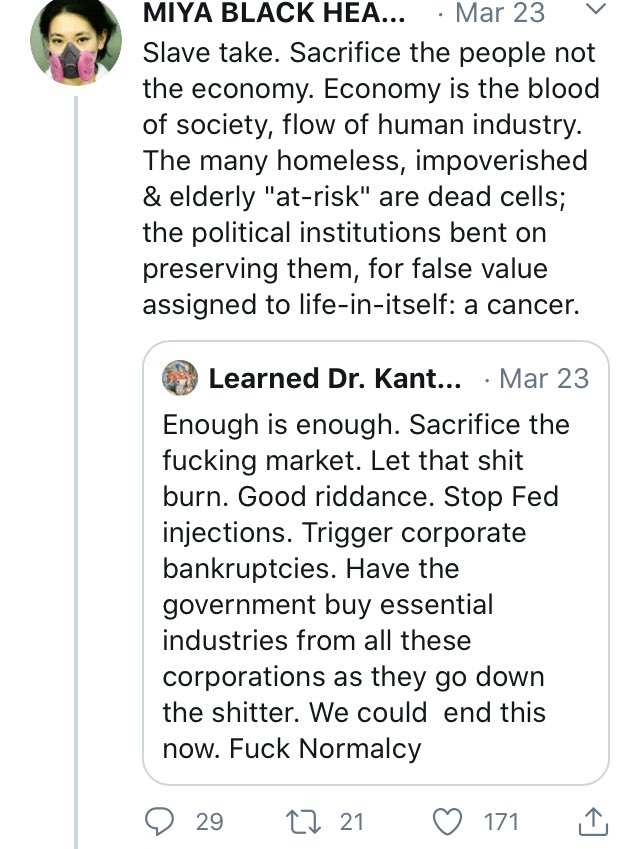 MIYA BLACK HEA... · Mar 23
Slave take. Sacrifice the people not
the economy. Economy is the blood
of society, flow of human industry.
The many homeless, impoverished
& elderly "at-risk" are dead cells;
the political institutions bent on
preserving them, for false value
assigned to life-in-itself: a cancer.
Learned Dr. Kant... · Mar 23
Enough is enough. Sacrifice the
fucking market. Let that shit
burn. Good riddance. Stop Fed
injections. Trigger corporate
bankruptcies. Have the
government buy essential
industries from all these
corporations as they go down
the shitter. We could  end this
now. Fuck Normalcy
29 21 171